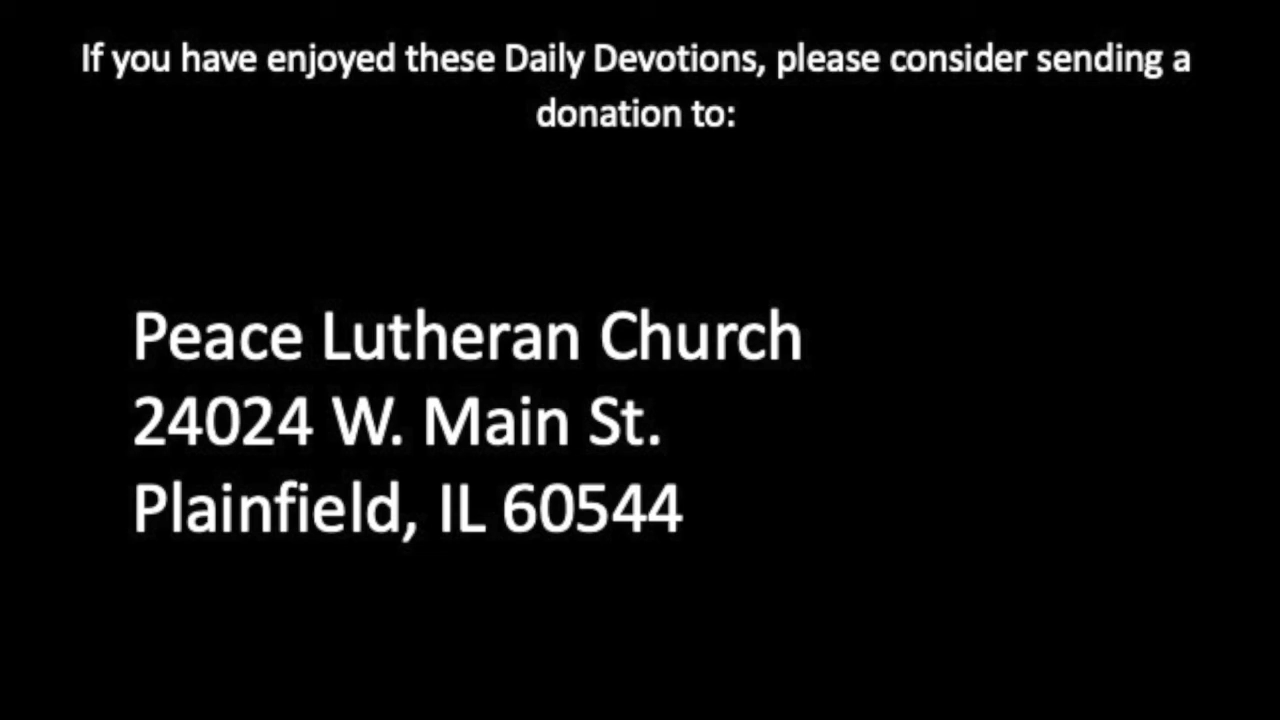 If you have enjoyed these Daily Devotions, please consider sending a
donation to:
Peace Lutheran Church
24024 W. Main St.
Plainfield, IL 60544